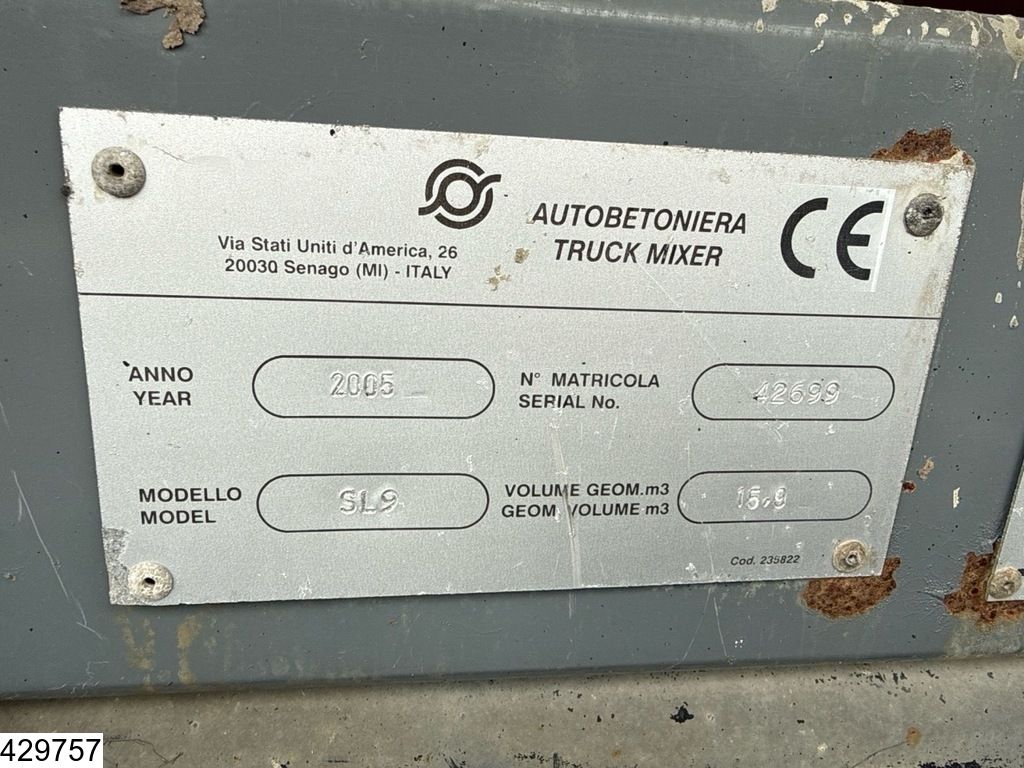 Via Stati Uniti d'America, 26
20030 Senago (MI) - ITALY
AUTOBETONIERA
TRUCK MIXER
CE
ANNO
YEAR
2005
N° MATRICOLA
SERIAL No.
42699
MODELLO
MODEL
SL9
VOLUME GEOM.m3
GEOM VOLUME m3
15.9
Cod. 235822
429757